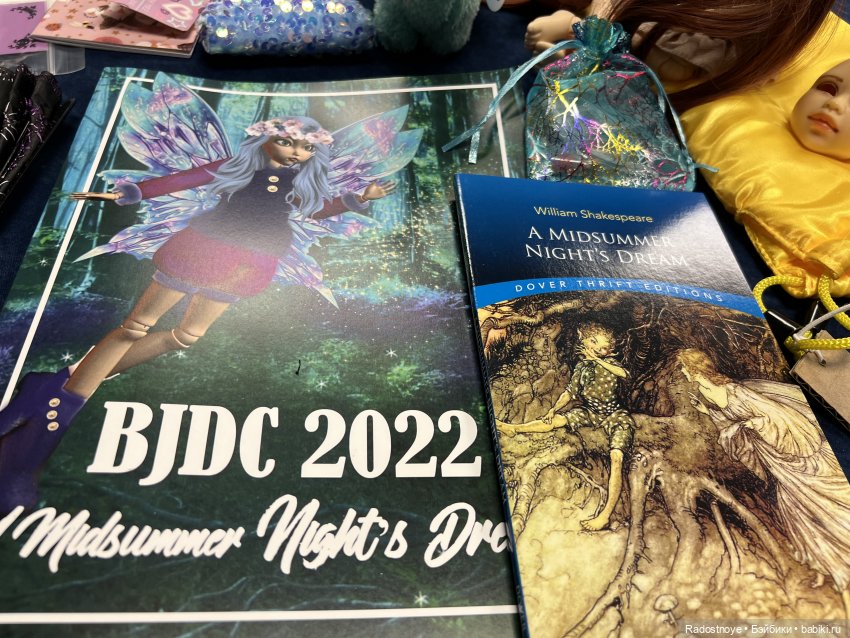 BJDC 2022
Midsummer Night's Dre
William Shakespeare
A MIDSUMMER
NIGHT'S DREAM
DOVER THRIFT EDITIONS
Radostnoye • Бэйбики • babiki.ru